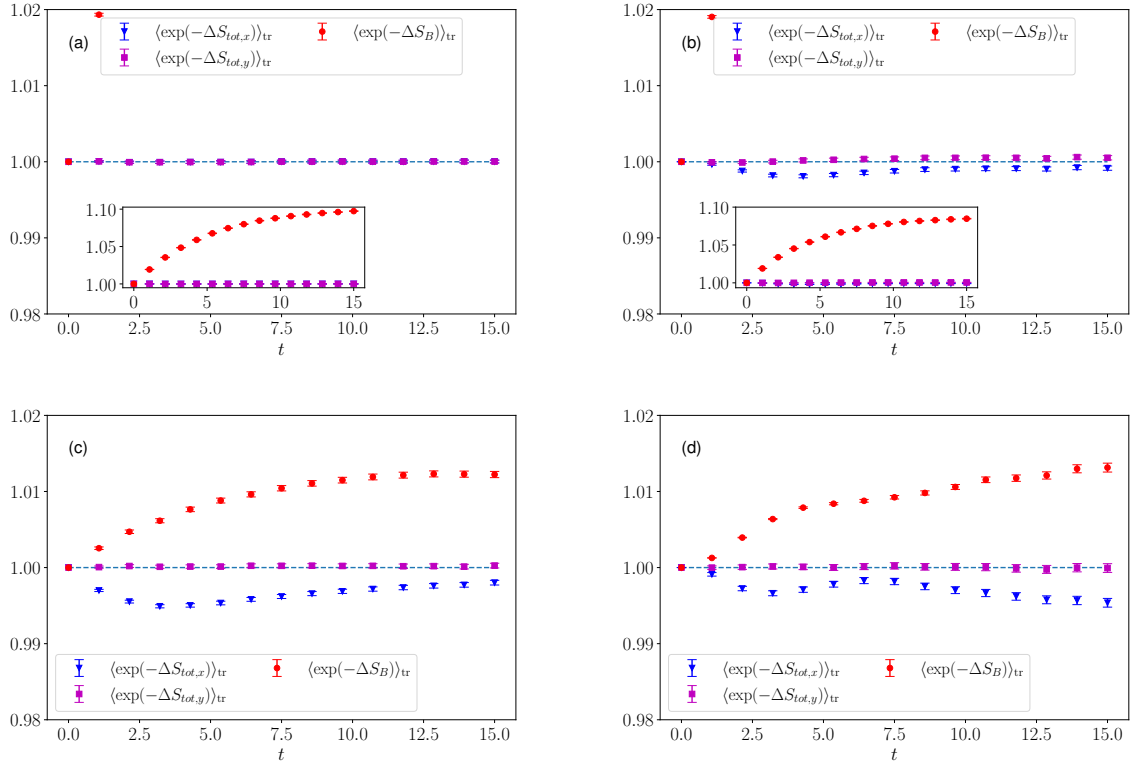 (a)
⟨exp(−ΔS_{tot,x})⟩_tr ⟨exp(−ΔS_B)⟩_tr
⟨exp(−ΔS_{tot,y})⟩_tr
1.02
1.01
1.00
0.99
0.98
1.10
1.05
1.00
0 5 10 15
0.0 2.5 5.0 7.5 10.0 12.5 15.0
t
(b)
⟨exp(−ΔS_{tot,x})⟩_tr ⟨exp(−ΔS_B)⟩_tr
⟨exp(−ΔS_{tot,y})⟩_tr
1.02
1.01
1.00
0.99
0.98
1.10
1.05
1.00
0 5 10 15
0.0 2.5 5.0 7.5 10.0 12.5 15.0
t
(c)
1.02
1.01
1.00
0.99
0.98
⟨exp(−ΔS_{tot,x})⟩_tr ⟨exp(−ΔS_B)⟩_tr
⟨exp(−ΔS_{tot,y})⟩_tr
0.0 2.5 5.0 7.5 10.0 12.5 15.0
t
(d)
1.02
1.01
1.00
0.99
0.98
⟨exp(−ΔS_{tot,x})⟩_tr ⟨exp(−ΔS_B)⟩_tr
⟨exp(−ΔS_{tot,y})⟩_tr
0.0 2.5 5.0 7.5 10.0 12.5 15.0
t